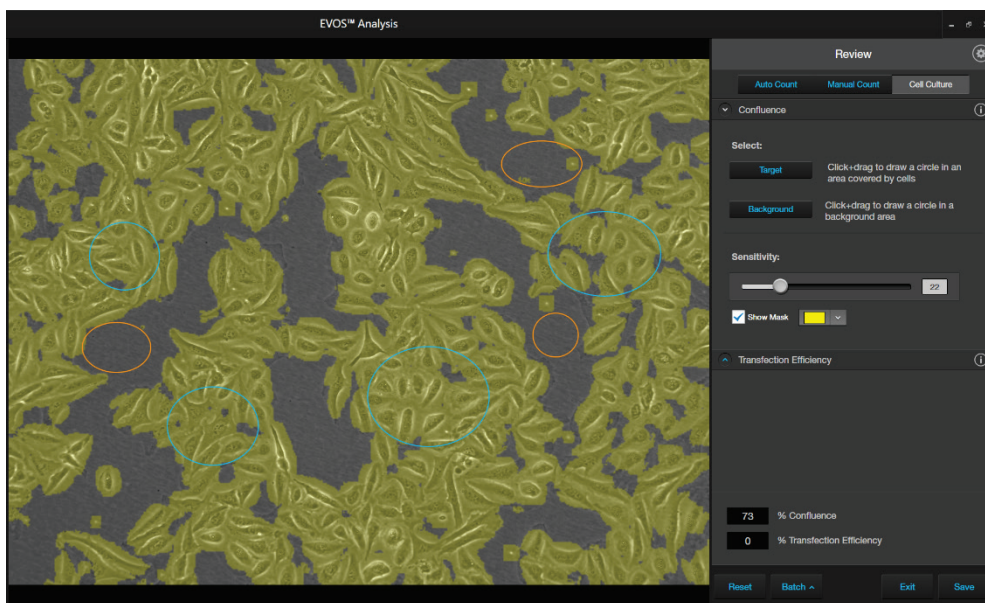 EVOS™ Analysis
Review
Auto Count
Manual Count
Cell Culture
Confluence
Select:
Target
Click+drag to draw a circle in an
area covered by cells
Background
Click+drag to draw a circle in a
background area
Sensitivity:
22
Show Mask
Transfection Efficiency
73 % Confluence
0 % Transfection Efficiency
Reset
Batch
Exit
Save